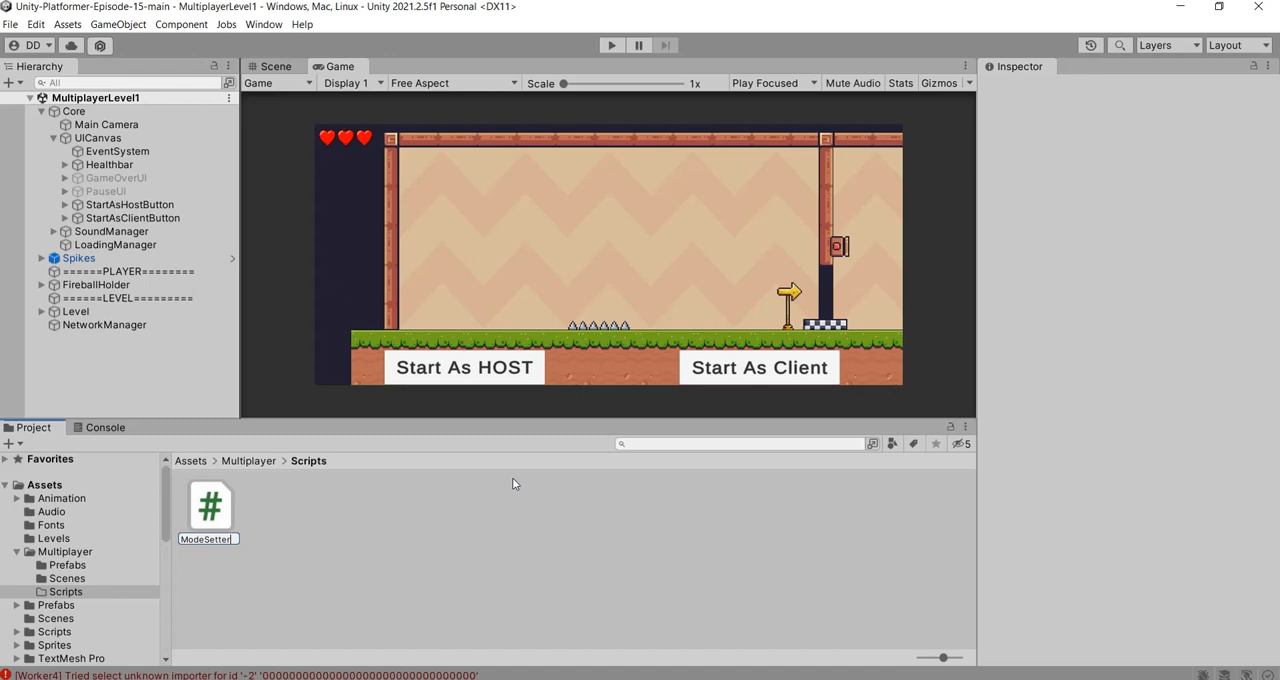 Unity-Platformer-Episode-15-main - MultiplayerLevel1 - Windows, Mac, Linux - Unity 2021.2.5f1 Personal <DX11>
File Edit Assets GameObject Component Jobs Window Help
DD Layers Layout
Hierarchy
All
MultiplayerLevel1
Core
Main Camera
UICanvas
EventSystem
Healthbar
GameOverUI
PauseUI
StartAsHostButton
StartAsClientButton
SoundManager
LoadingManager
Spikes
======PLAYER========
FireballHolder
======LEVEL=========
Level
NetworkManager
Scene Game
Game Display 1 Free Aspect Scale 1x Play Focused Mute Audio Stats Gizmos
Start As HOST
Start As Client
Inspector
Project Console
5
Favorites
Assets
Animation
Audio
Fonts
Levels
Multiplayer
Prefabs
Scenes
Scripts
Prefabs
Scenes
Scripts
Sprites
TextMesh Pro
Assets > Multiplayer > Scripts
#
ModeSetter
[Worker4] Tried select unknown importer for id '-2' '00000000000000000000000000000000'